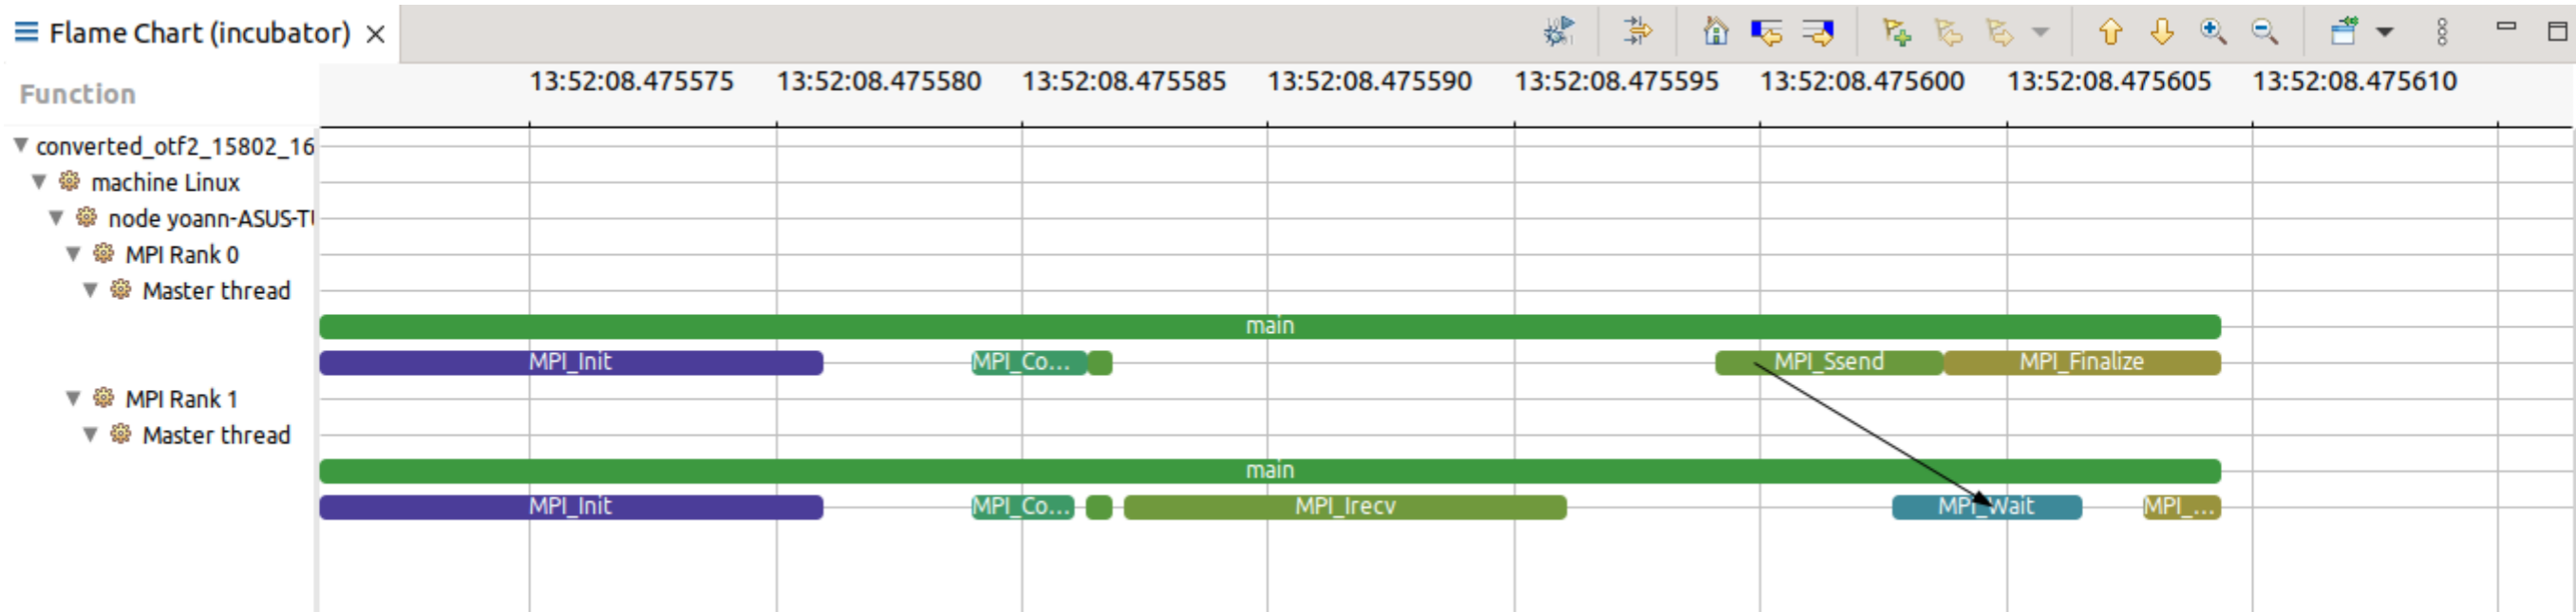 Flame Chart (incubator)
Function
13:52:08.475575 13:52:08.475580 13:52:08.475585 13:52:08.475590 13:52:08.475595 13:52:08.475600 13:52:08.475605 13:52:08.475610
converted_otf2_15802_16
machine Linux
node yoann-ASUS-TU
MPI Rank 0
Master thread
main
MPI_Init MPI_Co... MPI_Ssend MPI_Finalize
MPI Rank 1
Master thread
main
MPI_Init MPI_Co... MPI_Irecv MPI_Wait MPI_...